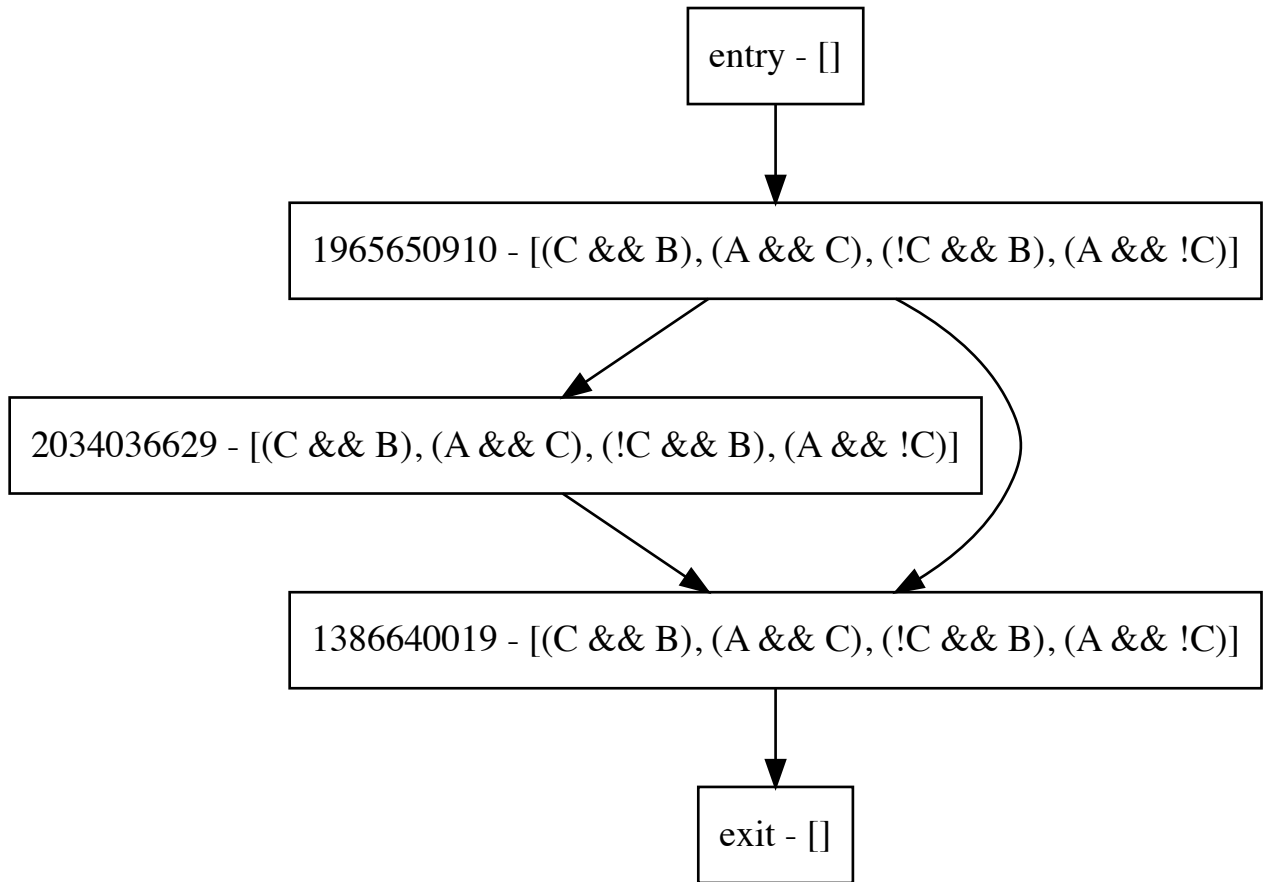 entry - []
1965650910 - [(C && B), (A && C), (!C && B), (A && !C)]
2034036629 - [(C && B), (A && C), (!C && B), (A && !C)]
1386640019 - [(C && B), (A && C), (!C && B), (A && !C)]
exit - []